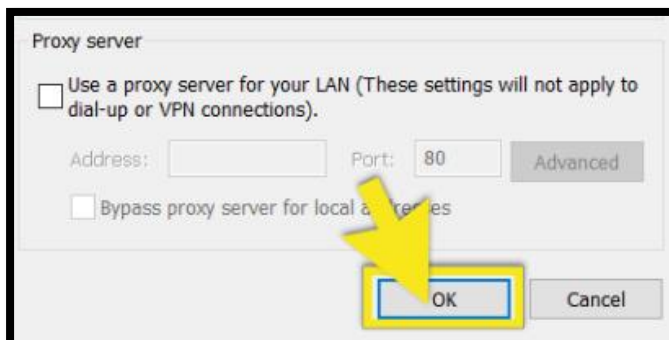 Proxy server
Use a proxy server for your LAN (These settings will not apply to
dial-up or VPN connections).
Address: Port: 80 Advanced
Bypass proxy server for local addresses
OK Cancel